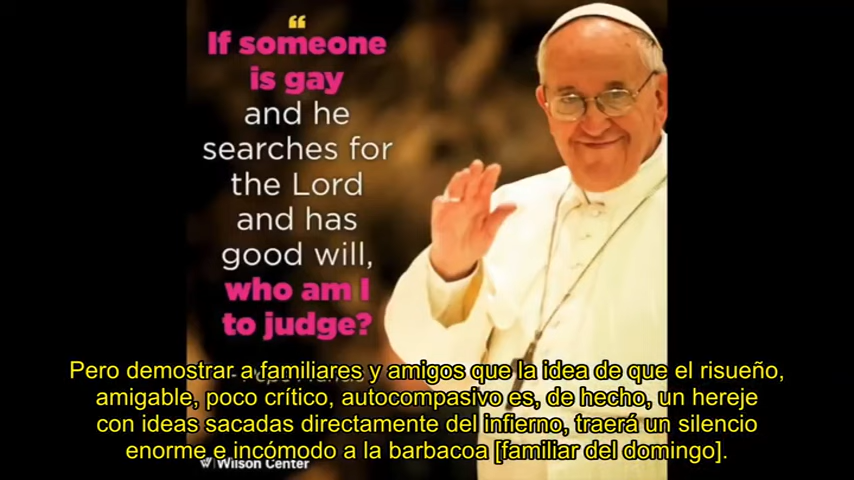 “
If someone
is gay
and he
searches for
the Lord
and has
good will,
who am I
to judge?
Pero demostrar a familiares y amigos que la idea de que el risueño,
amigable, poco crítico, autocompasivo es, de hecho, un hereje
con ideas sacadas directamente del infierno, traerá un silencio
enorme e incómodo a la barbacoa [familiar del domingo].
Wilson Center